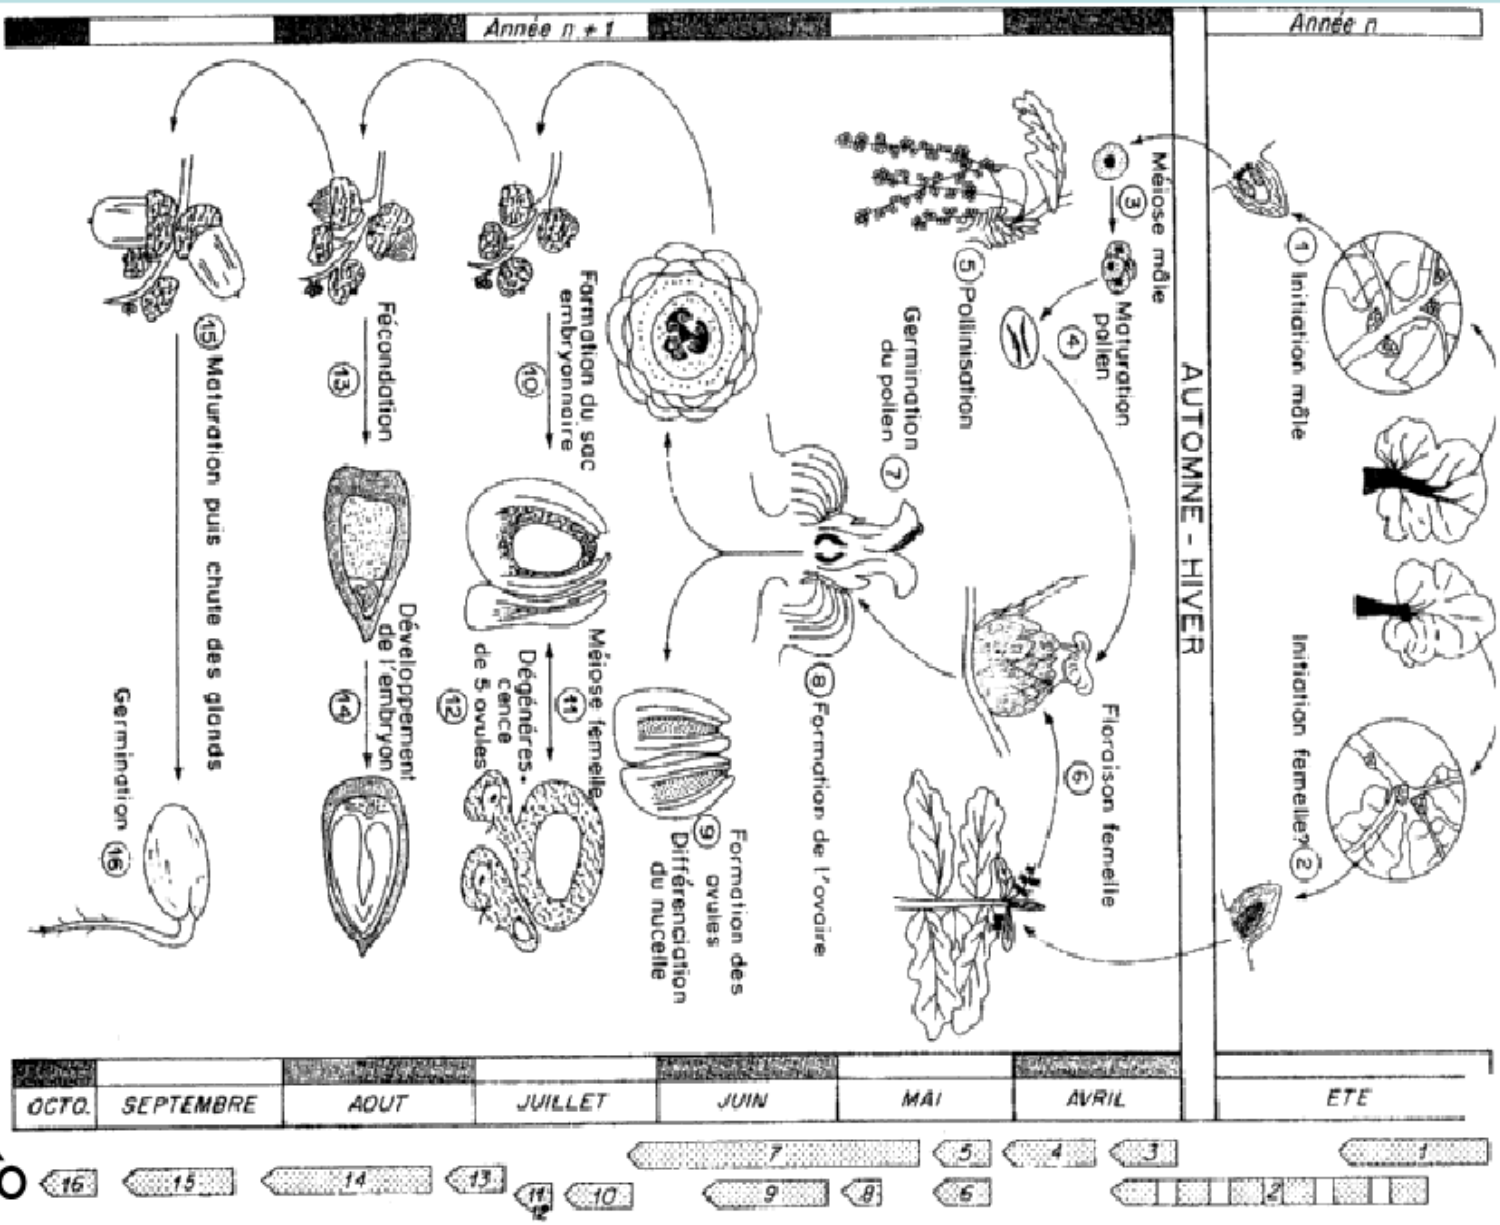 Année n + 1
Année n
1 Initiation mâle
Initiation femelle? 2
AUTOMNE - HIVER
Méiose mâle
3
Maturation
pollen
4
5 Pollinisation
Floraison femelle
6
Germination
du pollen 7
8 Formation de l'ovaire
Formation des
ovules
9
Différenciation
du nucelle
Formation du sac
embryonnaire
10
Méiose femelle
11
Dégénéres-
cence
de 5 ovules
12
Fécondation
13
Développement
de l'embryon
14
15 Maturation puis chute des glands
Germination 16
OCTO. SEPTEMBRE AOUT JUILLET JUIN MAI AVRIL ETE
7 5 4 3 1
16 15 14 13 11 10 9 8 6 2
12